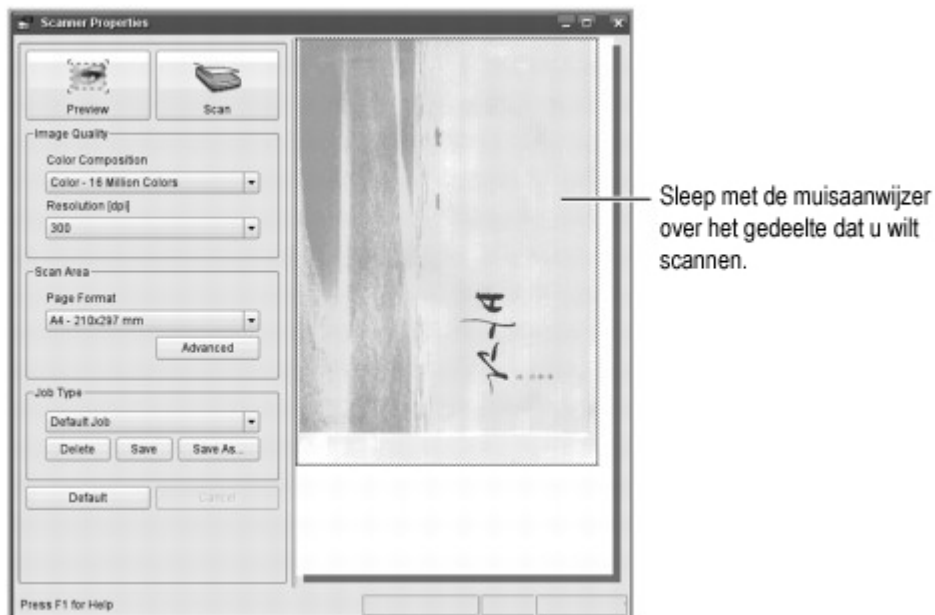 Scanner Properties
Preview
Scan
Image Quality
Color Composition
Color - 16 Million Colors
Resolution [dpi]
300
Scan Area
Page Format
A4 - 210x297 mm
Advanced
Job Type
Default Job
Delete
Save
Save As...
Default
Cancel
Press F1 for Help
Sleep met de muisaanwijzer
over het gedeelte dat u wilt
scannen.